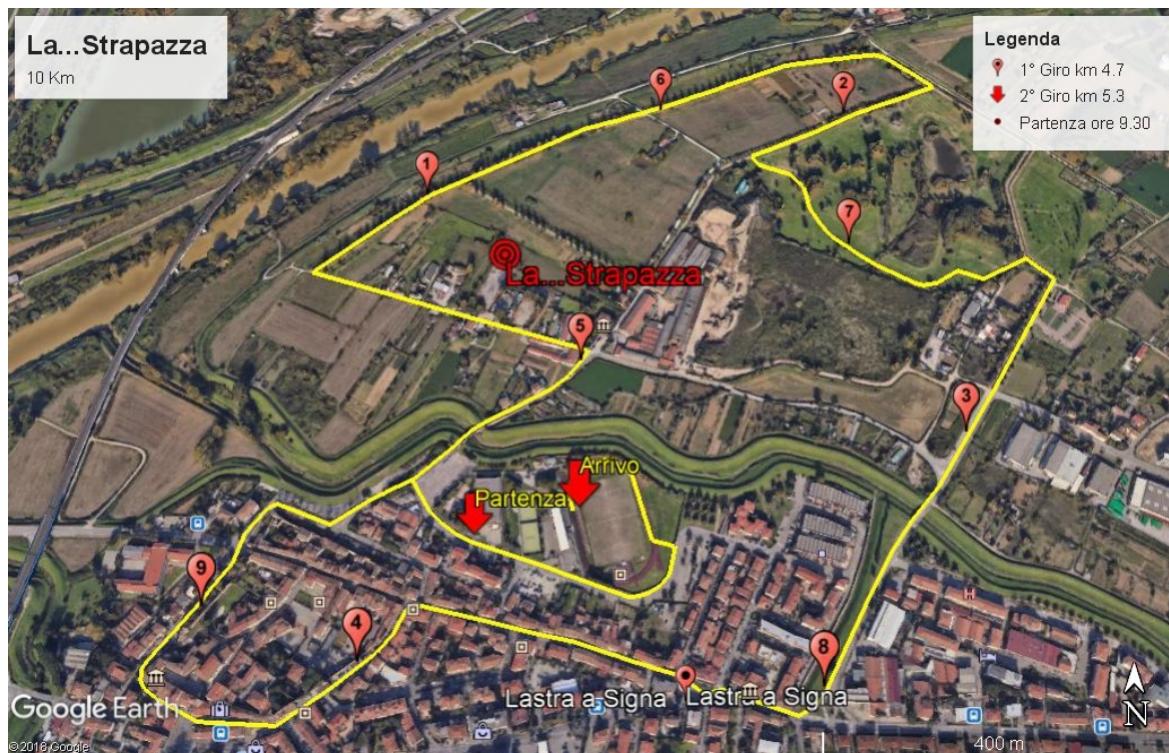 La...Strapazza
10 Km
Legenda
1° Giro km 4.7
2° Giro km 5.3
Partenza ore 9.30
6
2
1
7
La...Strapazza
5
3
Arrivo
Partenza
9
4
8
Lastra a Signa
Lastra a Signa
Google Earth
N
© 2018 Google
400 m